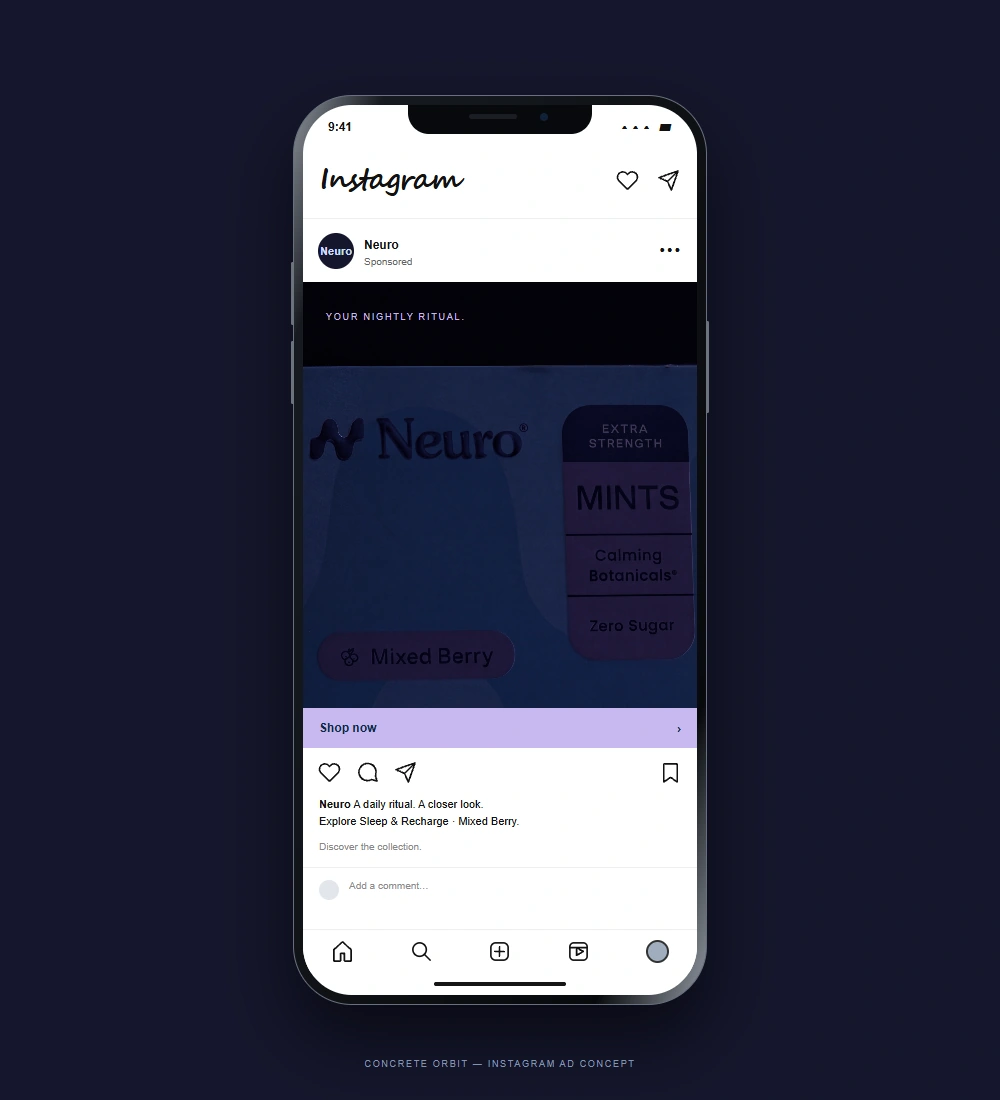 9:41
Instagram
Neuro
Neuro
Sponsored
YOUR NIGHTLY RITUAL.
Neuro®
EXTRA
STRENGTH
MINTS
Calming
Botanicals*
Zero Sugar
Mixed Berry
Shop now
Neuro A daily ritual. A closer look.
Explore Sleep & Recharge · Mixed Berry.
Discover the collection.
Add a comment...
CONCRETE ORBIT — INSTAGRAM AD CONCEPT